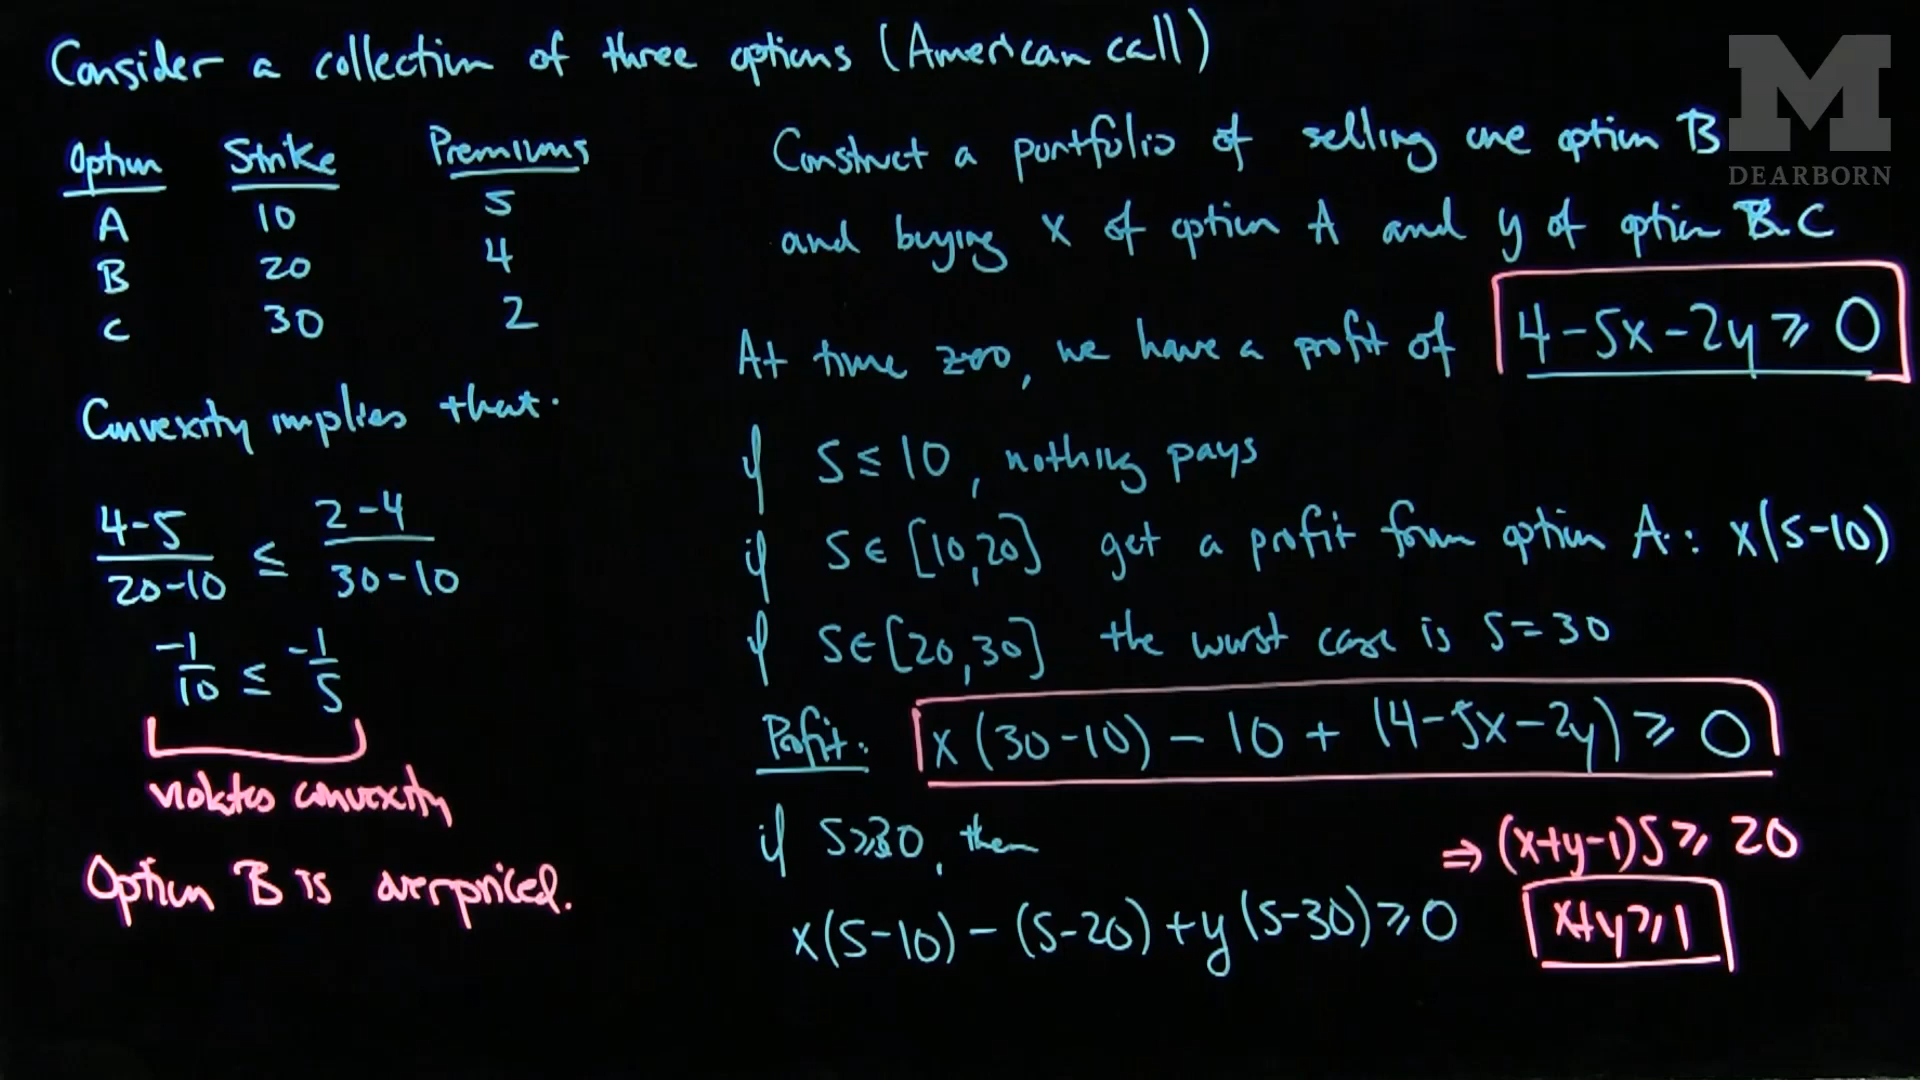 Consider a collection of three options (American call)
Option Strike Premiums
A 10 5
B 20 4
C 30 2
Convexity implies that.
4-5/20-10 ≤ 2-4/30-10
-1/10 ≤ -1/5
violates convexity
Option B is overpriced.
Construct a portfolio of selling one option B
and buying x of option A and y of option C
At time zero, we have a profit of 4-5x-2y ≥ 0
if S ≤ 10, nothing pays
if S ∈ [10,20] get a profit from option A: x(S-10)
if S ∈ [20,30] the worst case is S = 30
Profit: x(30-10) - 10 + (4-5x-2y) ≥ 0
if S ≥ 30, then
x(S-10) - (S-20) + y(S-30) ≥ 0
⇒ (x+y-1)S ≥ 20
x+y ≥ 1
M
DEARBORN